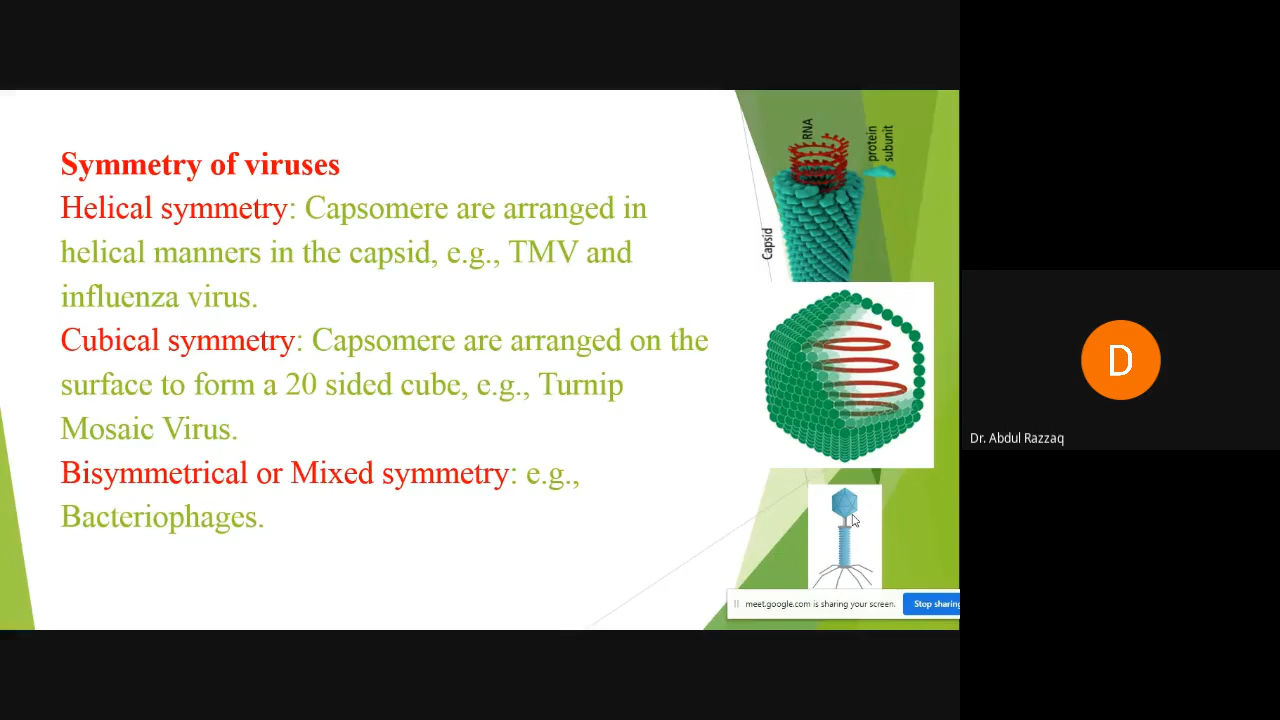 Symmetry of viruses
Helical symmetry: Capsomere are arranged in
helical manners in the capsid, e.g., TMV and
influenza virus.
Cubical symmetry: Capsomere are arranged on the
surface to form a 20 sided cube, e.g., Turnip
Mosaic Virus.
Bisymmetrical or Mixed symmetry: e.g.,
Bacteriophages.
RNA
protein
subunit
Capsid
meet.google.com is sharing your screen.
Stop sharing
D
Dr. Abdul Razzaq